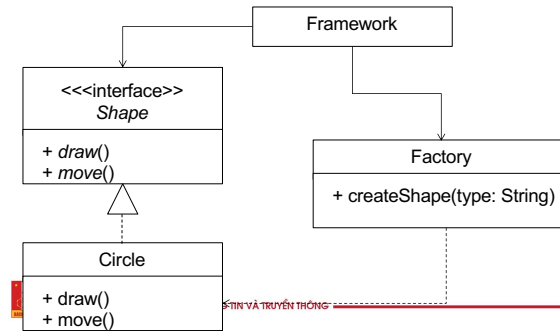 Framework
<<<interface>>
Shape
+ draw()
+ move()
Factory
+ createShape(type: String)
Circle
+ draw()
+ move()
TIN VÀ TRUYỀN THÔNG